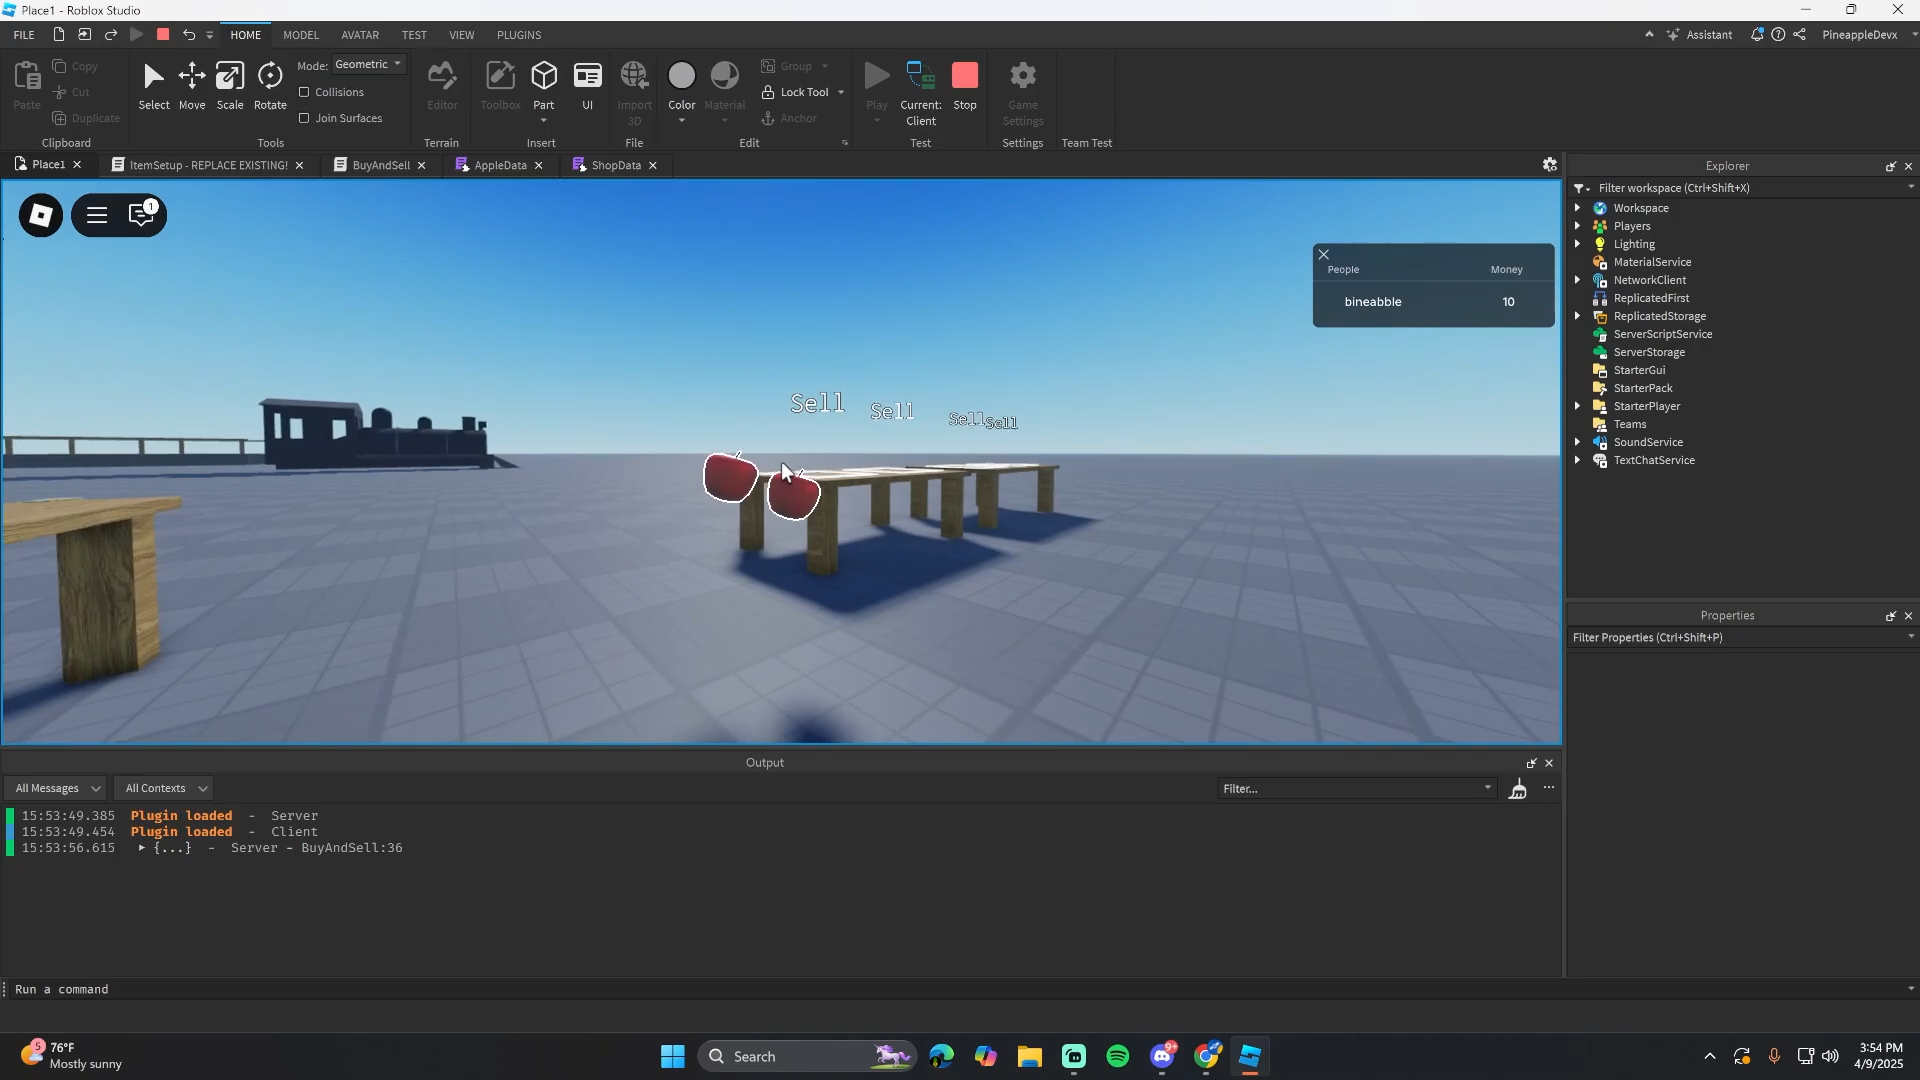 Place1 - Roblox Studio
FILE HOME MODEL AVATAR TEST VIEW PLUGINS Assistant PineappleDevx
Paste Copy Cut Duplicate Clipboard
Select Move Scale Rotate Mode: Geometric Collisions Join Surfaces Tools
Editor Terrain
Toolbox Part UI Insert
Import 3D File
Color Material Group Lock Tool Anchor Edit
Play Current: Client Stop Test
Game Settings Settings
Team Test
Place1 ItemSetup - REPLACE EXISTING! BuyAndSell AppleData ShopData
1
People Money
bineabble 10
Sell Sell Sell Sell
Explorer
Filter workspace (Ctrl+Shift+X)
Workspace
Players
Lighting
MaterialService
NetworkClient
ReplicatedFirst
ReplicatedStorage
ServerScriptService
ServerStorage
StarterGui
StarterPack
StarterPlayer
Teams
SoundService
TextChatService
Properties
Filter Properties (Ctrl+Shift+P)
Output
All Messages All Contexts Filter...
15:53:49.385 Plugin loaded - Server
15:53:49.454 Plugin loaded - Client
15:53:56.615 ▸ {...} - Server - BuyAndSell:36
Run a command
5
76°F
Mostly sunny
Search
9+
3:54 PM
4/9/2025